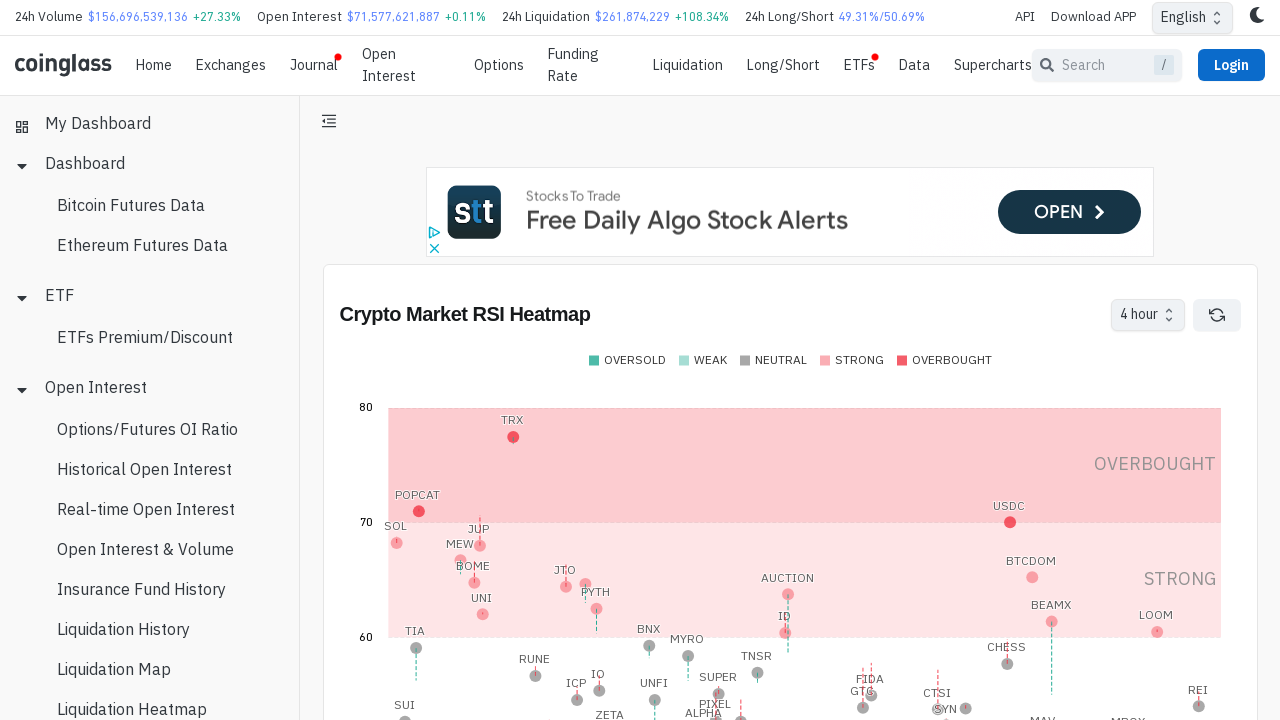 24h Volume $156,696,539,136 +27.33% Open Interest $71,577,621,887 +0.11% 24h Liquidation $261,874,229 +108.34% 24h Long/Short 49.31%/50.69% API Download APP English
coinglass Home Exchanges Journal Open Interest Options Funding Rate Liquidation Long/Short ETFs Data Supercharts Search / Login
My Dashboard
Dashboard
Bitcoin Futures Data
Ethereum Futures Data
ETF
ETFs Premium/Discount
Open Interest
Options/Futures OI Ratio
Historical Open Interest
Real-time Open Interest
Open Interest & Volume
Insurance Fund History
Liquidation History
Liquidation Map
Liquidation Heatmap
StocksToTrade
stt
Free Daily Algo Stock Alerts
OPEN
Crypto Market RSI Heatmap
4 hour
OVERSOLD WEAK NEUTRAL STRONG OVERBOUGHT
80
TRX
OVERBOUGHT
POPCAT
USDC
70
SOL
JUP
MEW
BOME
JTO
BTCDOM
STRONG
AUCTION
PYTH
UNI
BEAMX
LOOM
ID
60
TIA
BNX
MYRO
CHESS
TNSR
RUNE
IO
SUPER
FIDA
ICP
UNFI
GTC
CTSI
REI
SUI
PIXEL
SYN
ALPHA
ZETA
MAV
MBOX